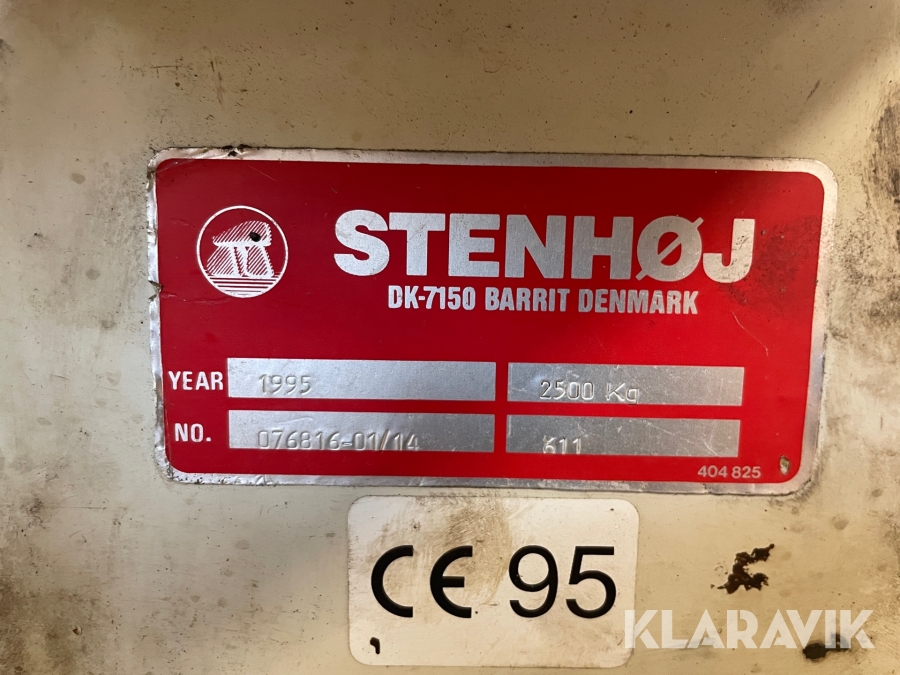 STENHØJ
DK-7150 BARRIT DENMARK
YEAR 1995 2500 Kg
NO. 076816-01/14 611
404 825
CE 95
KLARAVIK